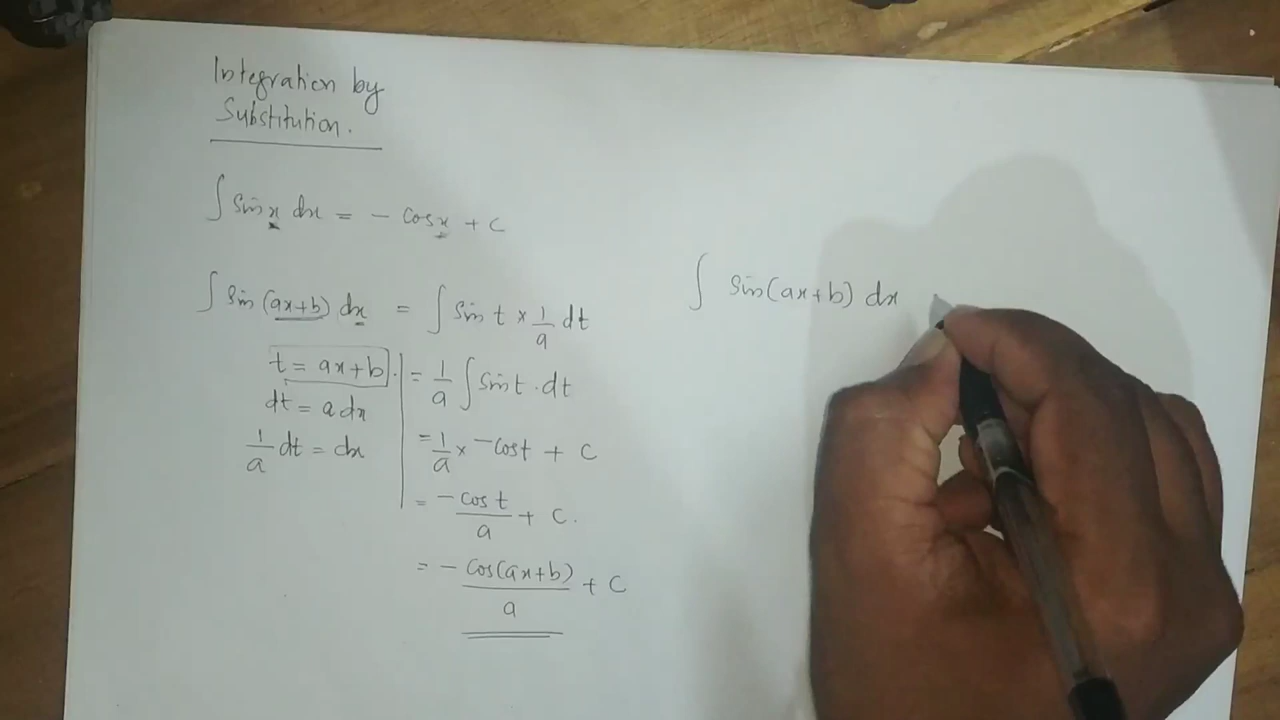 Integration by
Substitution.
∫ sin x dx = - cos x + c
∫ sin (ax+b) dx = ∫ sin t × 1/a dt
t = ax+b.
= 1/a ∫ sin t . dt
dt = a dx
1/a dt = dx
= 1/a × -cos t + c
= -cos t/a + c.
= - cos(ax+b)/a + c
∫ sin(ax+b) dx